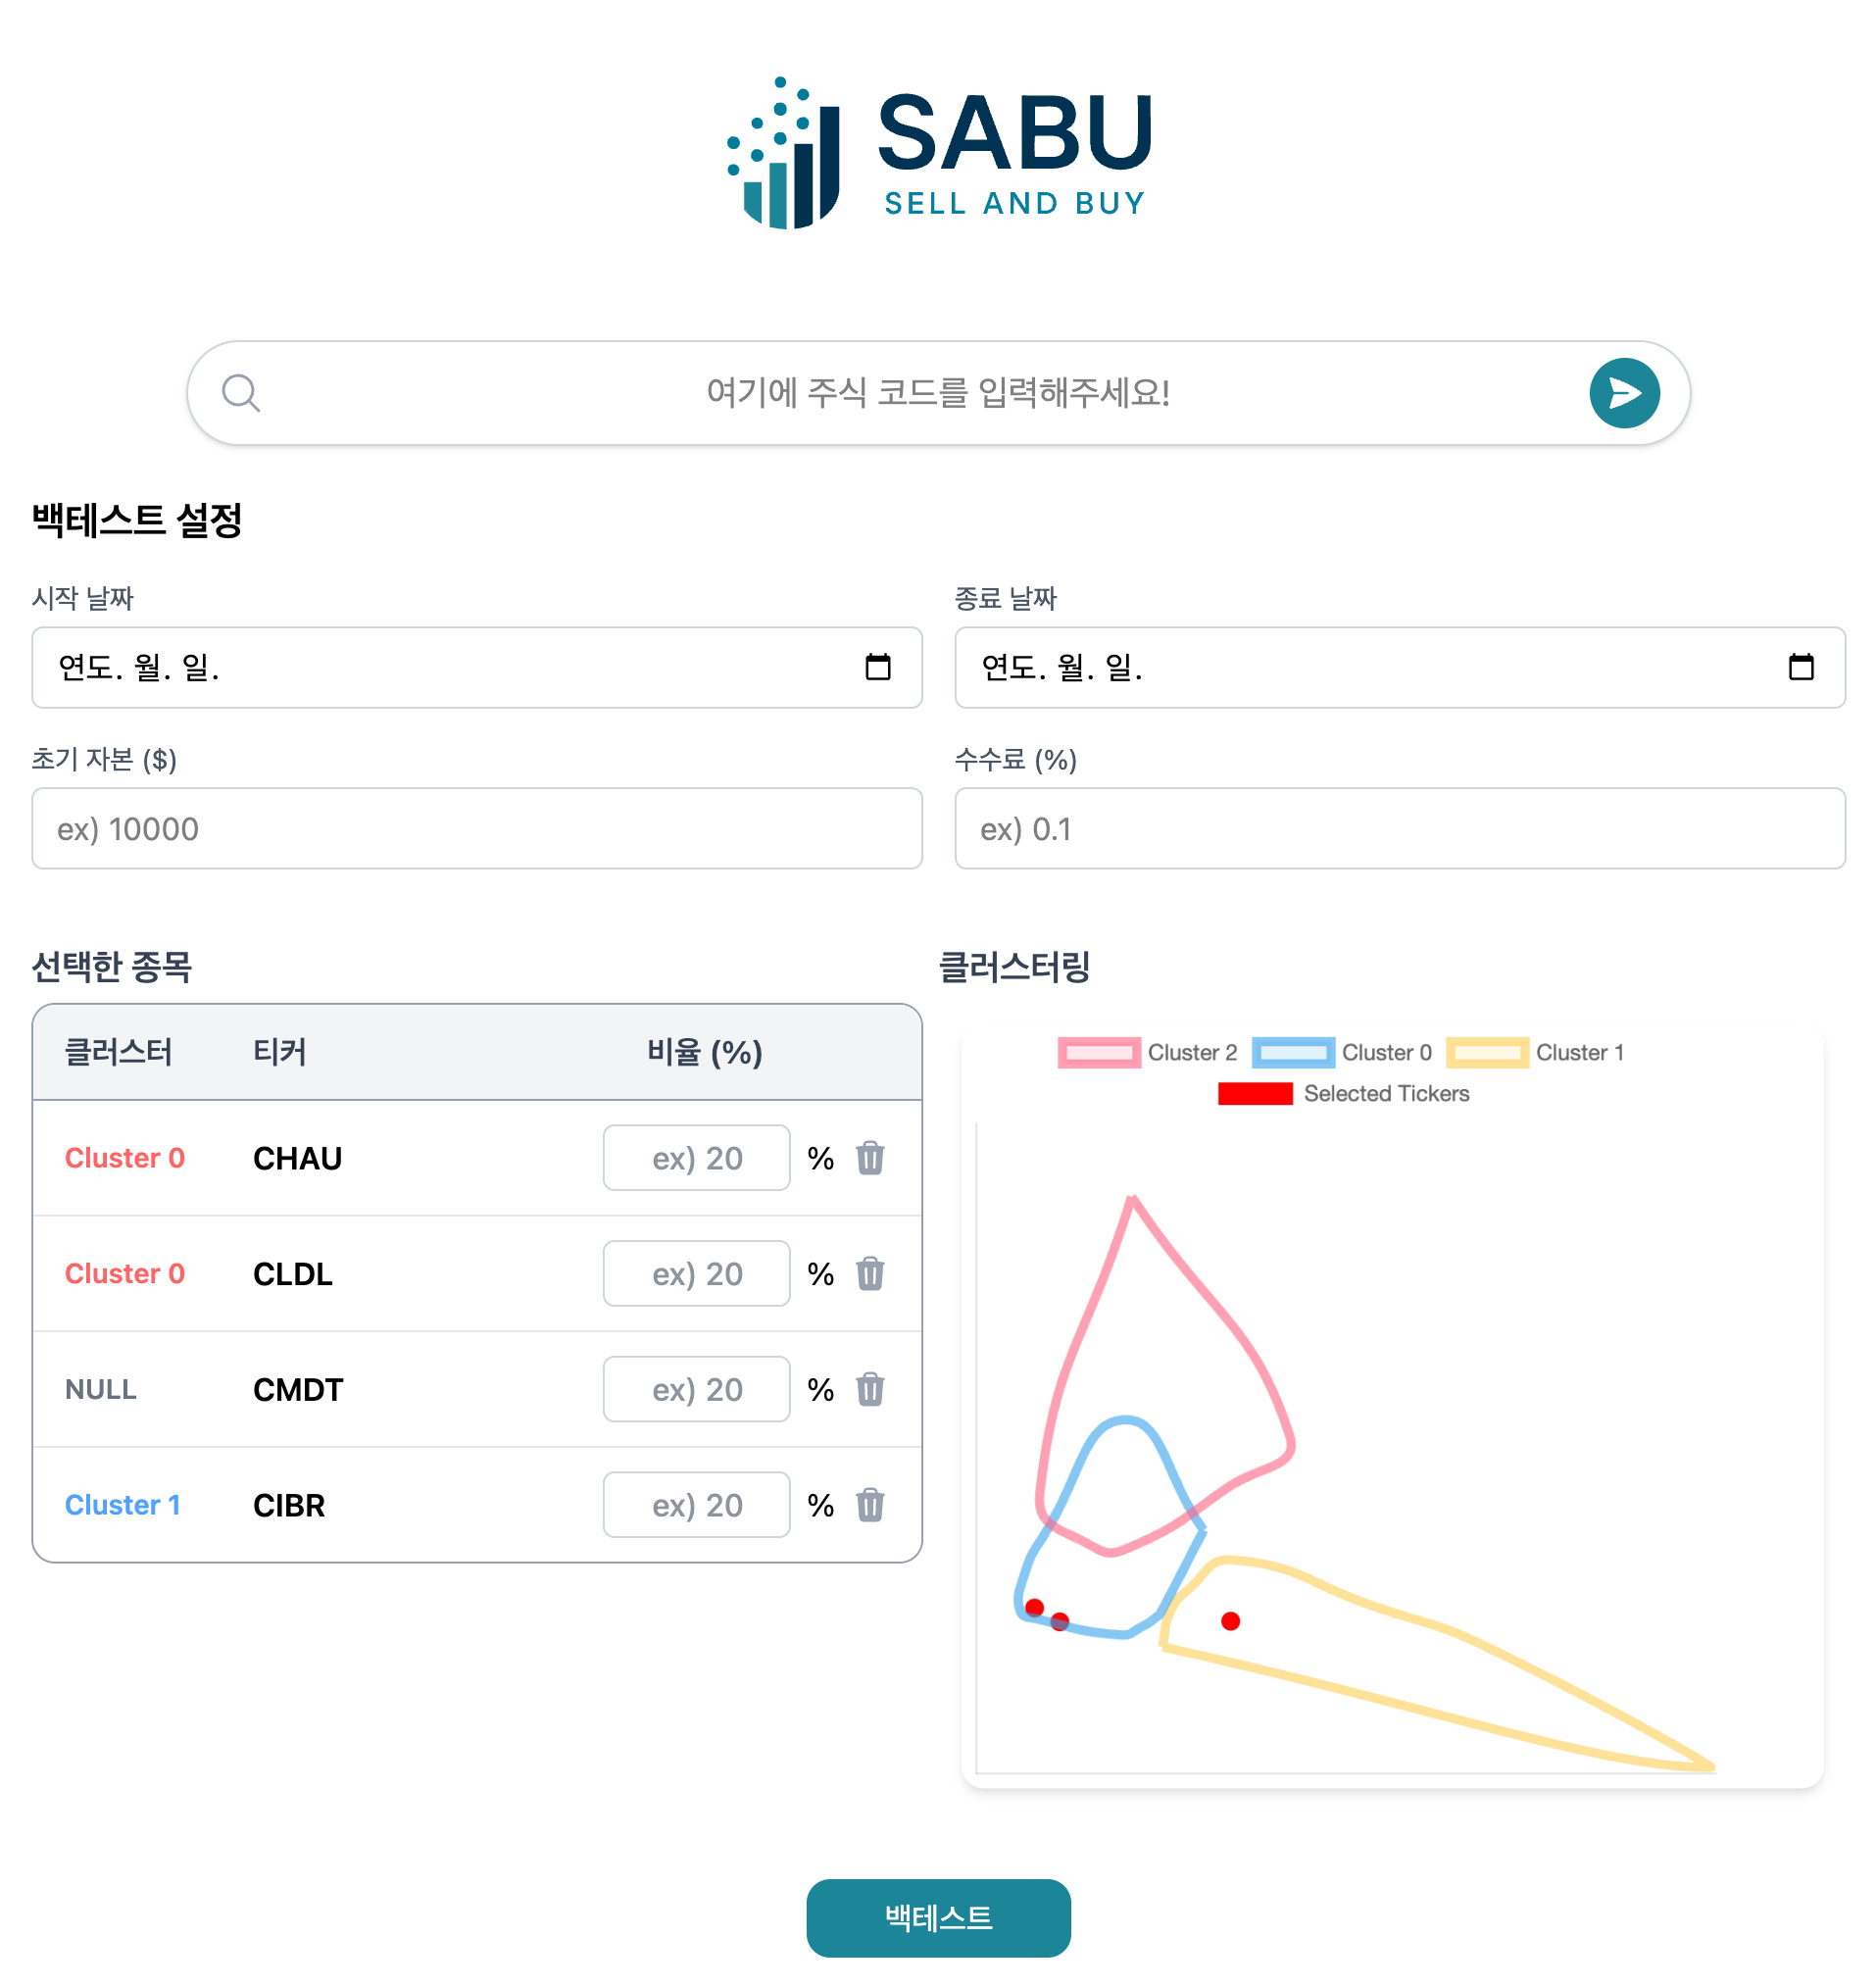 SABU
SELL AND BUY
여기에 주식 코드를 입력해주세요!
백테스트 설정
시작 날짜
종료 날짜
연도. 월. 일.
연도. 월. 일.
초기 자본 ($)
수수료 (%)
ex) 10000
ex) 0.1
선택한 종목
클러스터 티커 비율 (%)
Cluster 0 CHAU ex) 20 %
Cluster 0 CLDL ex) 20 %
NULL CMDT ex) 20 %
Cluster 1 CIBR ex) 20 %
클러스터링
Cluster 2 Cluster 0 Cluster 1
Selected Tickers
백테스트